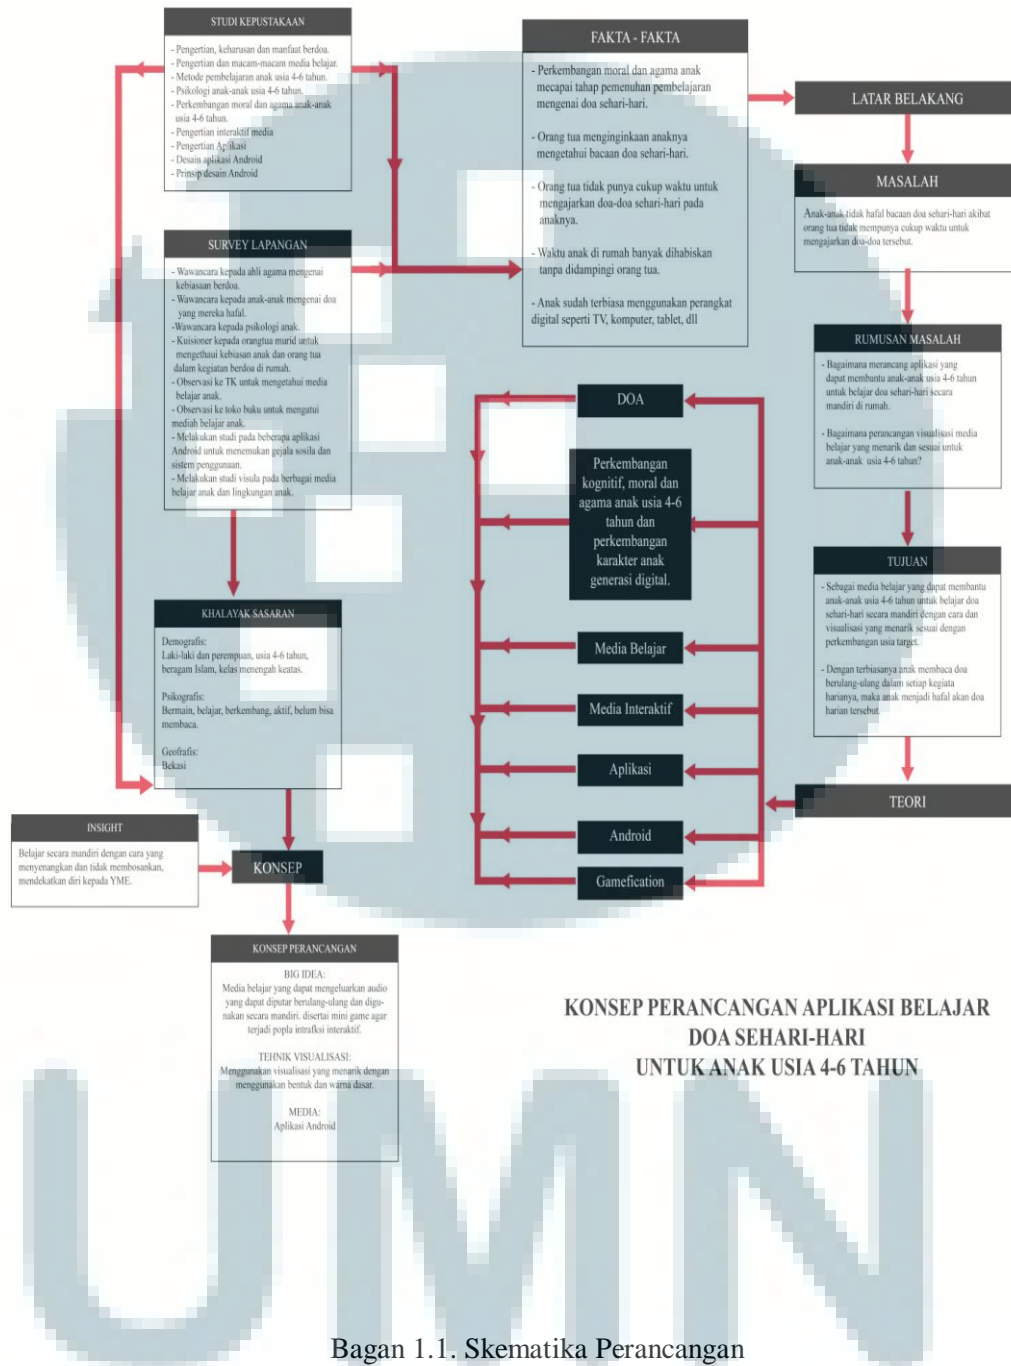 STUDI KEPUSTAKAAN
- Pengertian, keharusan dan manfaat berdoa.
- Pengertian dan macam-macam media belajar.
- Metode pembelajaran anak usia 4-6 tahun.
- Psikologi anak-anak usia 4-6 tahun.
- Perkembangan moral dan agama anak-anak
usia 4-6 tahun.
- Pengertian interaktif media
- Pengertian Aplikasi
- Desain aplikasi Android
- Prinsip desain Android
SURVEY LAPANGAN
- Wawancara kepada ahli agama mengenai
kebiasaan berdoa.
- Wawancara kepada anak-anak mengenai doa
yang mereka hafal.
-Wawancara kepada psikologi anak.
- Kuisioner kepada orangtua murid untuk
mengethaui kebiasan anak dan orang tua
dalam kegiatan berdoa di rumah.
- Observasi ke TK untuk mengetahui media
belajar anak.
- Observasi ke toko buku untuk mengatui
mediah belajar anak.
- Melakukan studi pada beberapa aplikasi
Android untuk menemukan gejala sosila dan
sistem penggunaan.
- Melakukan studi visula pada berbagai media
belajar anak dan lingkungan anak.
KHALAYAK SASARAN
Demografis:
Laki-laki dan perempuan, usia 4-6 tahun,
beragam Islam, kelas menengah keatas.
Psikografis:
Bermain, belajar, berkembang, aktif, belum bisa
membaca.
Geofrafis:
Bekasi
INSIGHT
Belajar secara mandiri dengan cara yang
menyenangkan dan tidak membosankan,
mendekatkan diri kepada YME.
KONSEP
KONSEP PERANCANGAN
BIG IDEA:
Media belajar yang dapat mengeluarkan audio
yang dapat diputar berulang-ulang dan digu-
nakan secara mandiri. disertai mini game agar
terjadi popla intrafksi interaktif.
TEHNIK VISUALISASI:
Menggunakan visualisasi yang menarik dengan
menggunakan bentuk dan warna dasar.
MEDIA:
Aplikasi Android
FAKTA - FAKTA
- Perkembangan moral dan agama anak
mecapai tahap pemenuhan pembelajaran
mengenai doa sehari-hari.
- Orang tua menginginkaan anaknya
mengetahui bacaan doa sehari-hari.
- Orang tua tidak punya cukup waktu untuk
mengajarkan doa-doa sehari-hari pada
anaknya.
- Waktu anak di rumah banyak dihabiskan
tanpa didampingi orang tua.
- Anak sudah terbiasa menggunakan perangkat
digital seperti TV, komputer, tablet, dll
DOA
Perkembangan
kognitif, moral dan
agama anak usia 4-6
tahun dan
perkembangan
karakter anak
generasi digital.
Media Belajar
Media Interaktif
Aplikasi
Android
Gamefication
LATAR BELAKANG
MASALAH
Anak-anak tidak hafal bacaan doa sehari-hari akibat
orang tua tidak mempunya cukup waktu untuk
mengajarkan doa-doa tersebut.
RUMUSAN MASALAH
- Bagaimana merancang aplikasi yang
dapat membantu anak-anak usia 4-6 tahun
untuk belajar doa sehari-hari secara
mandiri di rumah.
- Bagaimana perancangan visualisasi media
belajar yang menarik dan sesuai untuk
anak-anak usia 4-6 tahun?
TUJUAN
- Sebagai media belajar yang dapat membantu
anak-anak usia 4-6 tahun untuk belajar doa
sehari-hari secara mandiri dengan cara dan
visualisasi yang menarik sesuai dengan
perkembangan usia target.
- Dengan terbiasanya anak membaca doa
berulang-ulang dalam setiap kegiata
harianya, maka anak menjadi hafal akan doa
harian tersebut.
TEORI
KONSEP PERANCANGAN APLIKASI BELAJAR
DOA SEHARI-HARI
UNTUK ANAK USIA 4-6 TAHUN
UMN
Bagan 1.1. Skematika Perancangan